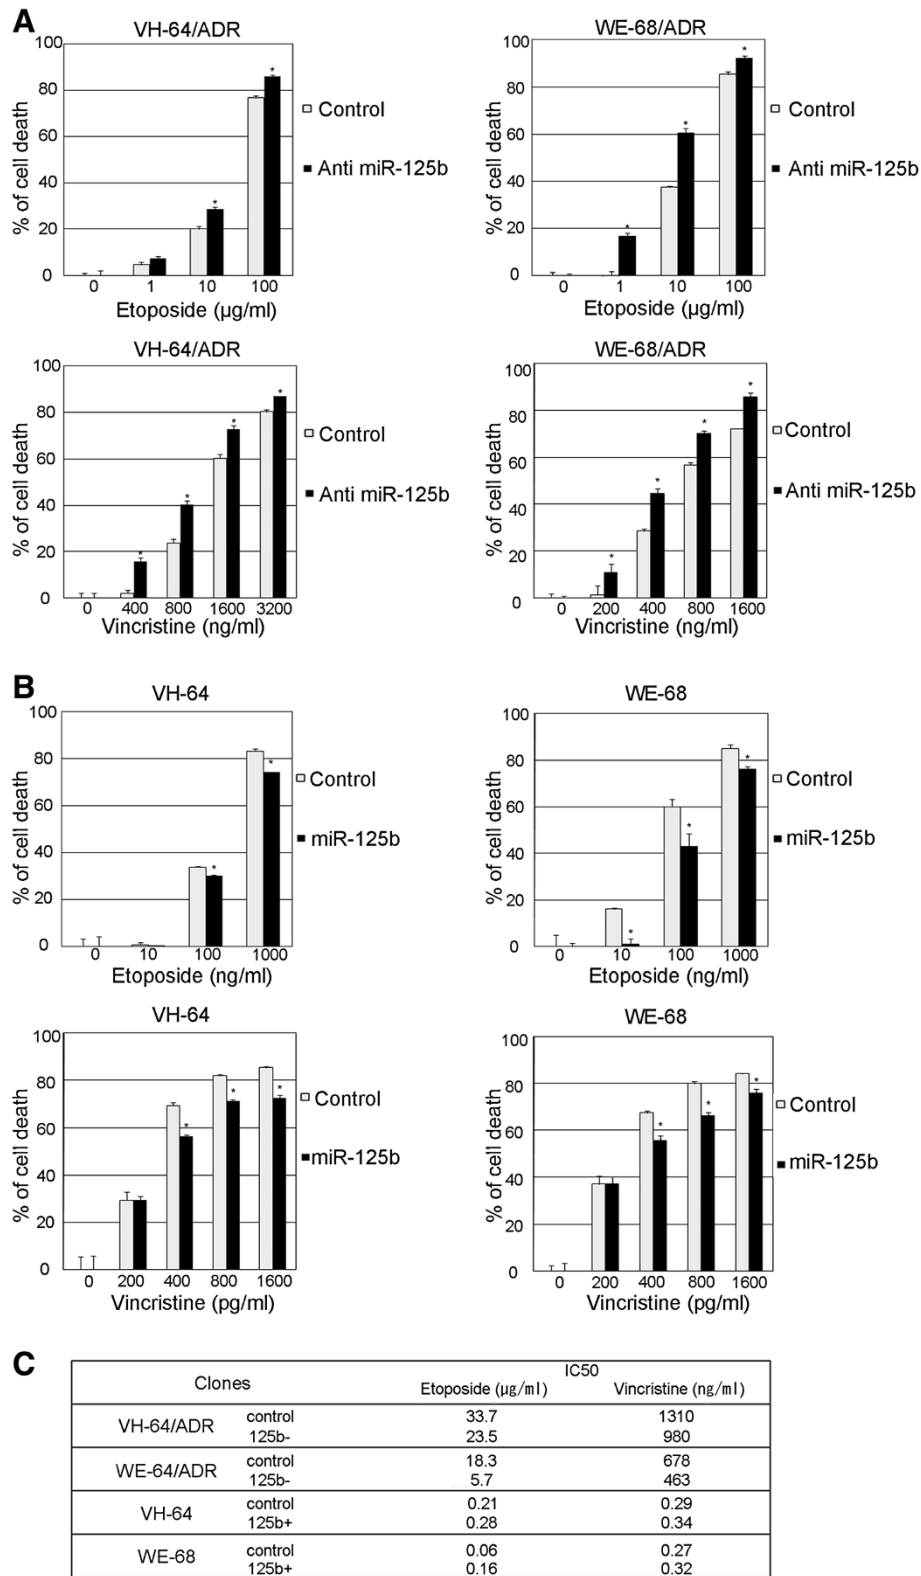 A
VH-64/ADR
% of cell death
100
80
60
40
20
0
* * *
0 1 10 100
Etoposide (µg/ml)
Control
Anti miR-125b
WE-68/ADR
% of cell death
100
80
60
40
20
0
* * *
0 1 10 100
Etoposide (µg/ml)
Control
Anti miR-125b
VH-64/ADR
% of cell death
100
80
60
40
20
0
* * * *
0 400 800 1600 3200
Vincristine (ng/ml)
Control
Anti miR-125b
WE-68/ADR
% of cell death
100
80
60
40
20
0
* * * *
0 200 400 800 1600
Vincristine (ng/ml)
Control
Anti miR-125b
B
VH-64
% of cell death
100
80
60
40
20
0
* *
0 10 100 1000
Etoposide (ng/ml)
Control
miR-125b
WE-68
% of cell death
100
80
60
40
20
0
* * *
0 10 100 1000
Etoposide (ng/ml)
Control
miR-125b
VH-64
% of cell death
100
80
60
40
20
0
* * *
0 200 400 800 1600
Vincristine (pg/ml)
Control
miR-125b
WE-68
% of cell death
100
80
60
40
20
0
* * *
0 200 400 800 1600
Vincristine (pg/ml)
Control
miR-125b
C
Clones IC50
Etoposide (µg/ml) Vincristine (ng/ml)
VH-64/ADR control 33.7 1310
125b- 23.5 980
WE-64/ADR control 18.3 678
125b- 5.7 463
VH-64 control 0.21 0.29
125b+ 0.28 0.34
WE-68 control 0.06 0.27
125b+ 0.16 0.32